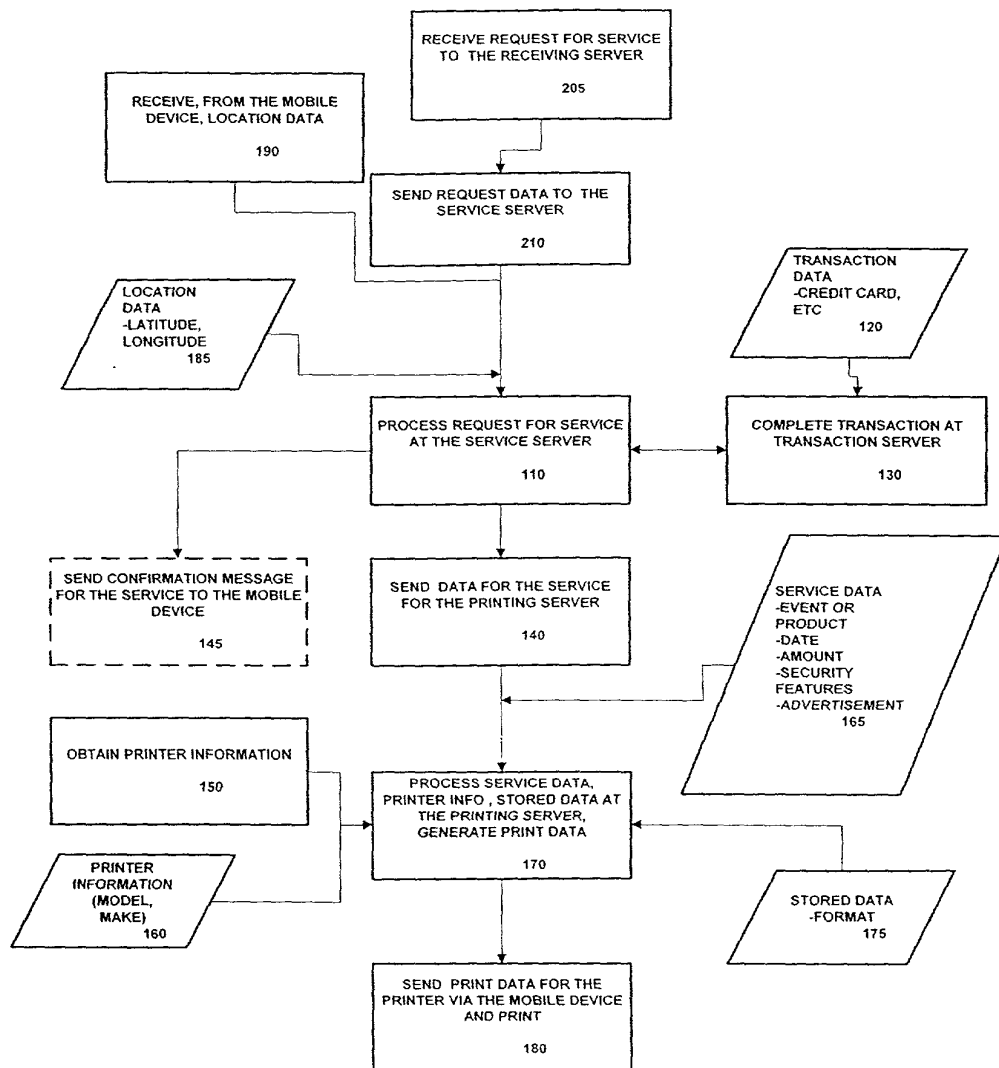 RECEIVE REQUEST FOR SERVICE
TO THE RECEIVING SERVER
205
RECEIVE, FROM THE MOBILE
DEVICE, LOCATION DATA
190
SEND REQUEST DATA TO THE
SERVICE SERVER
210
LOCATION
DATA
-LATITUDE,
LONGITUDE
185
TRANSACTION
DATA
-CREDIT CARD,
ETC
120
PROCESS REQUEST FOR SERVICE
AT THE SERVICE SERVER
110
COMPLETE TRANSACTION AT
TRANSACTION SERVER
130
SEND CONFIRMATION MESSAGE
FOR THE SERVICE TO THE MOBILE
DEVICE
145
SEND DATA FOR THE SERVICE
FOR THE PRINTING SERVER
140
SERVICE DATA
-EVENT OR
PRODUCT
-DATE
-AMOUNT
-SECURITY
FEATURES
-ADVERTISEMENT
165
OBTAIN PRINTER INFORMATION
150
PROCESS SERVICE DATA,
PRINTER INFO , STORED DATA AT
THE PRINTING SERVER,
GENERATE PRINT DATA
170
PRINTER
INFORMATION
(MODEL,
MAKE)
160
STORED DATA
-FORMAT
175
SEND PRINT DATA FOR THE
PRINTER VIA THE MOBILE DEVICE
AND PRINT
180